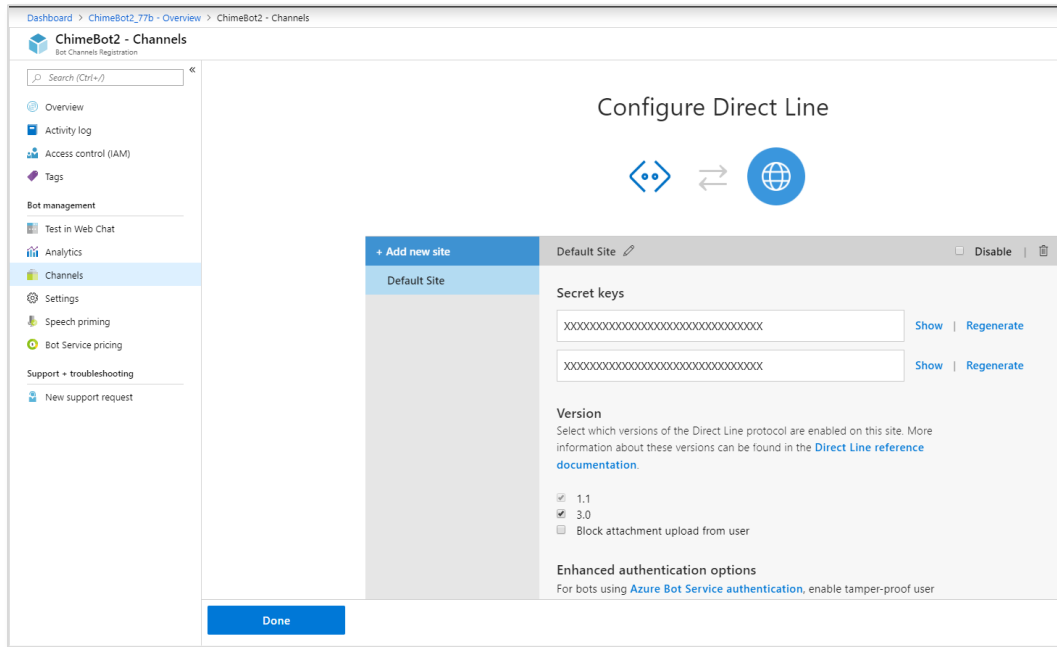 Dashboard > ChimeBot2_77b - Overview > ChimeBot2 - Channels
ChimeBot2 - Channels
Bot Channels Registration
Search (Ctrl+/)
«
Overview
Activity log
Access control (IAM)
Tags
Bot management
Test in Web Chat
Analytics
Channels
Settings
Speech priming
Bot Service pricing
Support + troubleshooting
New support request
Configure Direct Line
+ Add new site
Default Site
Default Site
Disable |
Secret keys
XXXXXXXXXXXXXXXXXXXXXXXXXXXXXXX Show | Regenerate
XXXXXXXXXXXXXXXXXXXXXXXXXXXXXXX Show | Regenerate
Version
Select which versions of the Direct Line protocol are enabled on this site. More
information about these versions can be found in the Direct Line reference
documentation.
1.1
3.0
Block attachment upload from user
Enhanced authentication options
For bots using Azure Bot Service authentication, enable tamper-proof user
Done